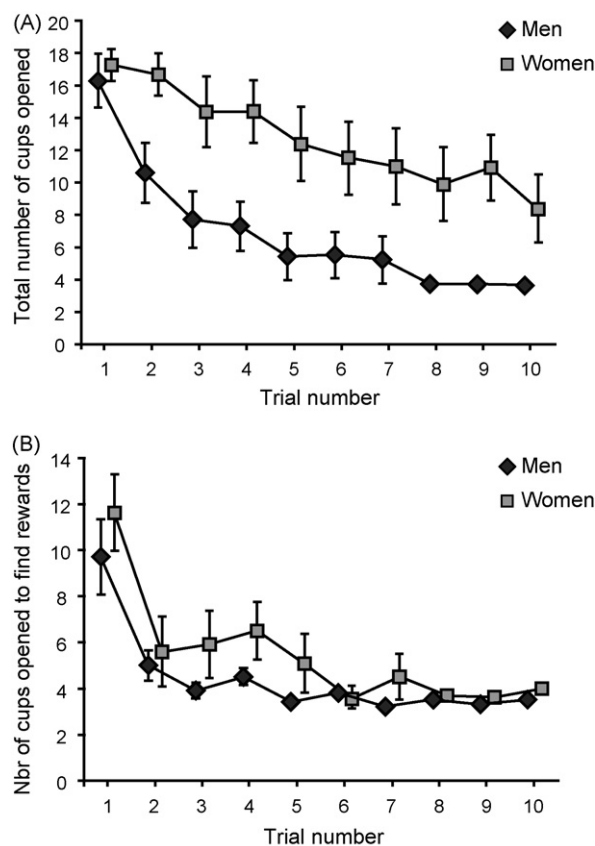 (A)
Total number of cups opened
20
18
16
14
12
10
8
6
4
2
0
1 2 3 4 5 6 7 8 9 10
Trial number
Men
Women
(B)
Nbr of cups opened to find rewards
14
12
10
8
6
4
2
0
1 2 3 4 5 6 7 8 9 10
Trial number
Men
Women